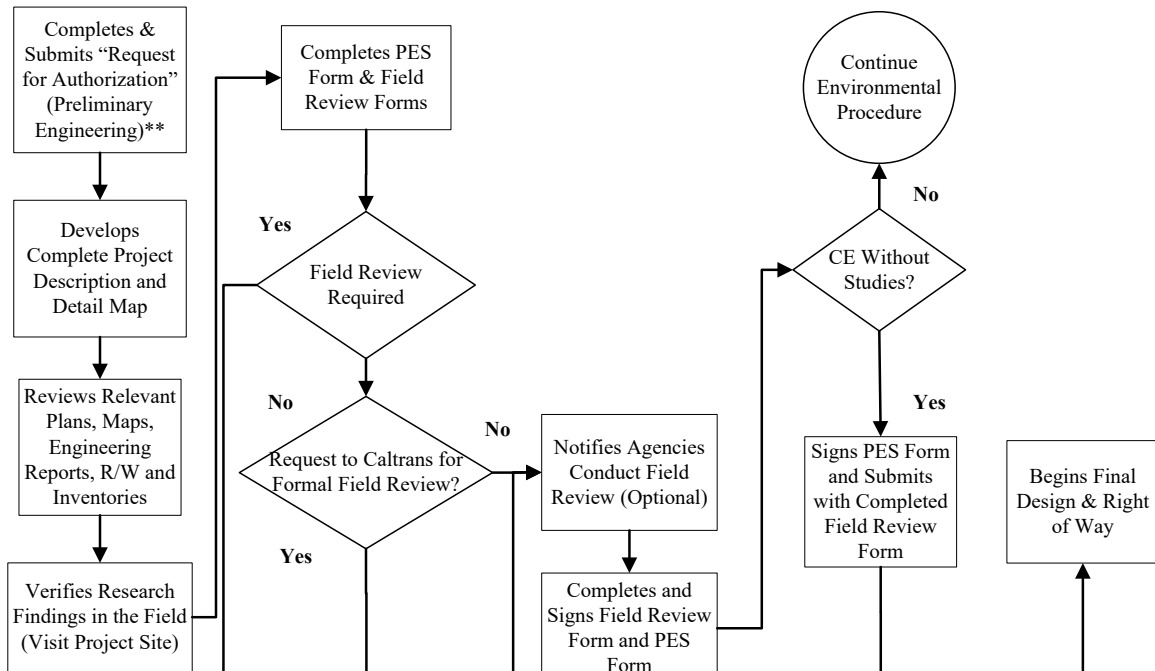 Completes &
Submits “Request
for Authorization”
(Preliminary
Engineering)**
Develops
Complete Project
Description and
Detail Map
Reviews Relevant
Plans, Maps,
Engineering
Reports, R/W and
Inventories
Verifies Research
Findings in the Field
(Visit Project Site)
Completes PES
Form & Field
Review Forms
Yes
Field Review
Required
No
Request to Caltrans for
Formal Field Review?
No
Yes
Notifies Agencies
Conduct Field
Review (Optional)
Completes and
Signs Field Review
Form and PES
Form
Continue
Environmental
Procedure
No
CE Without
Studies?
Yes
Signs PES Form
and Submits
with Completed
Field Review
Form
Begins Final
Design & Right
of Way